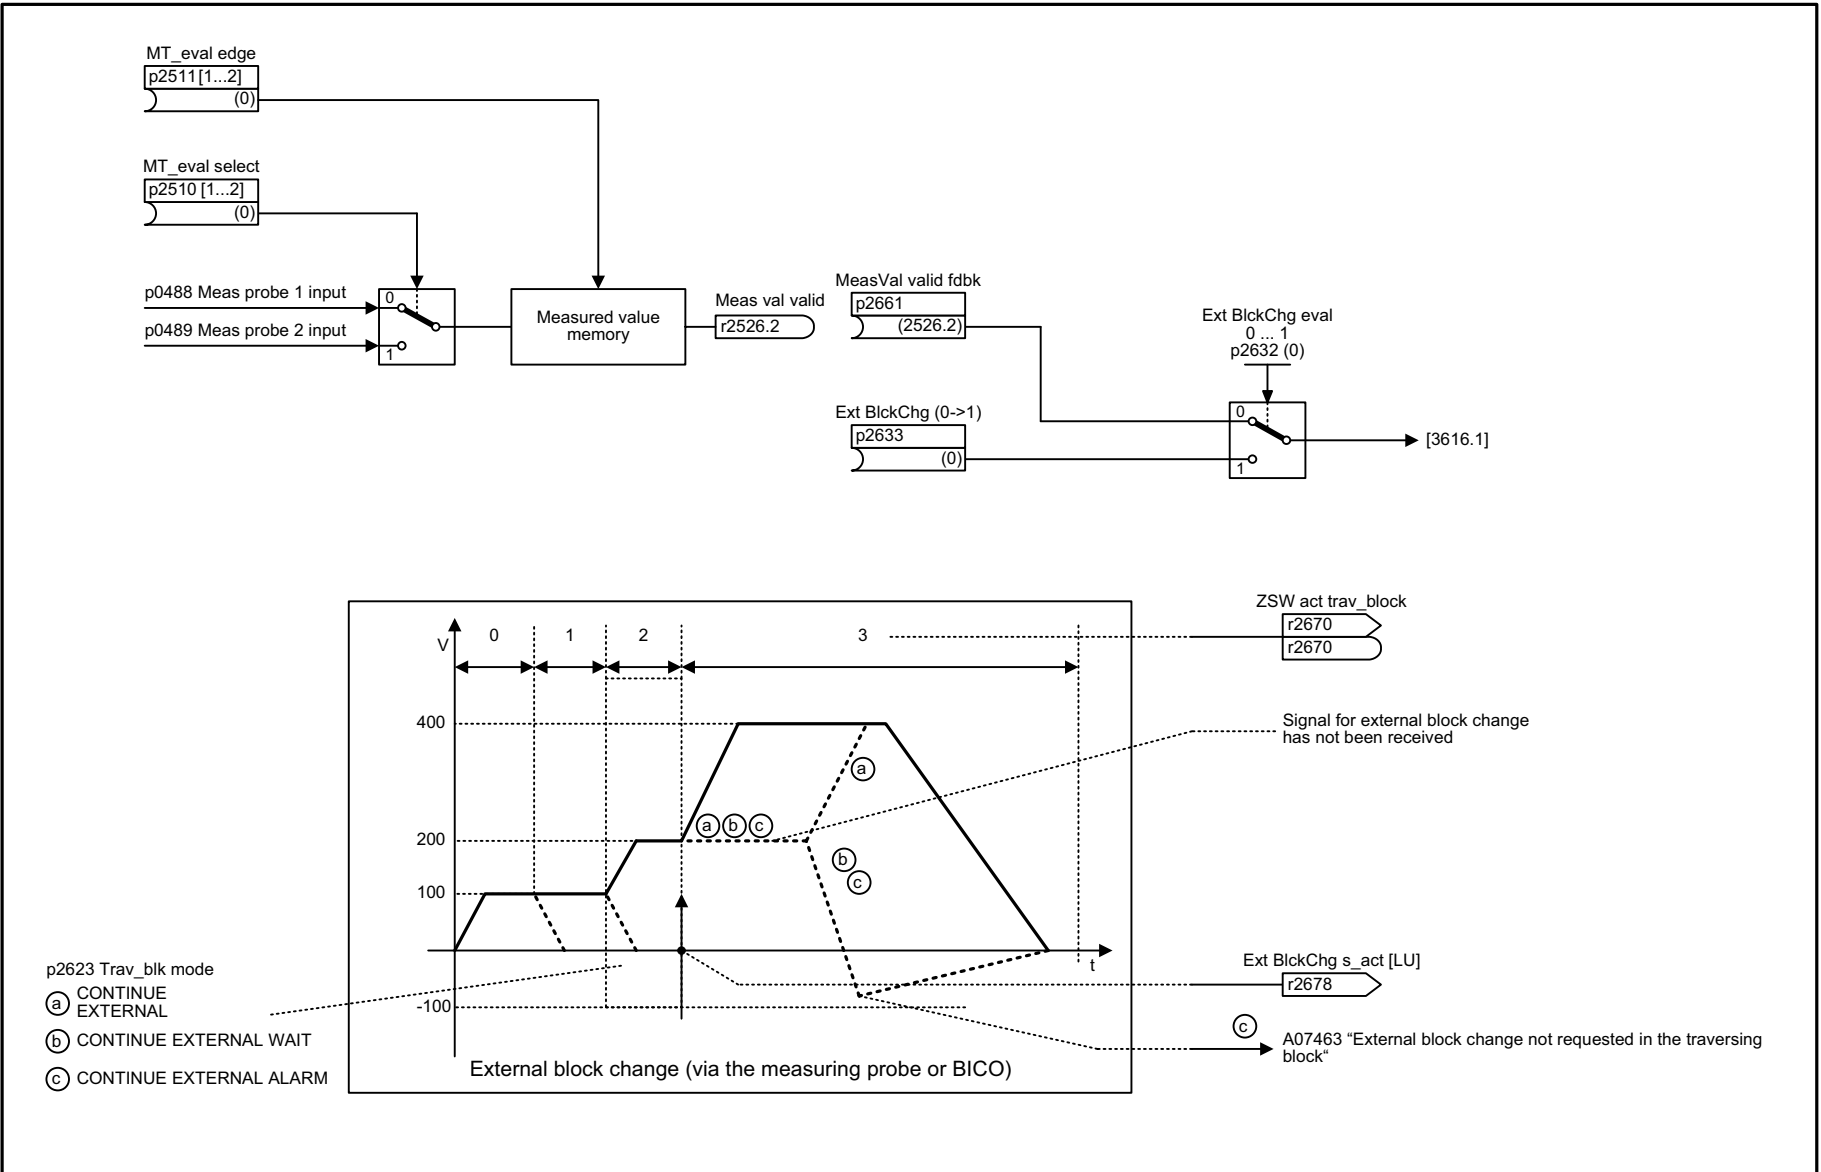 MT_eval edge
p2511[1...2]
(0)
MT_eval select
p2510 [1...2]
(0)
p0488 Meas probe 1 input
p0489 Meas probe 2 input
0
1
Measured value
memory
Meas val valid
r2526.2
MeasVal valid fdbk
p2661
(2526.2)
Ext BlckChg (0->1)
p2633
(0)
Ext BlckChg eval
0 ... 1
p2632 (0)
0
1
[3616.1]
V
0
1
2
3
400
200
100
-100
t
a
a b c
b
c
External block change (via the measuring probe or BICO)
ZSW act trav_block
r2670
r2670
Signal for external block change
has not been received
Ext BlckChg s_act [LU]
r2678
c
A07463 “External block change not requested in the traversing
block“
p2623 Trav_blk mode
a CONTINUE
EXTERNAL
b CONTINUE EXTERNAL WAIT
c CONTINUE EXTERNAL ALARM